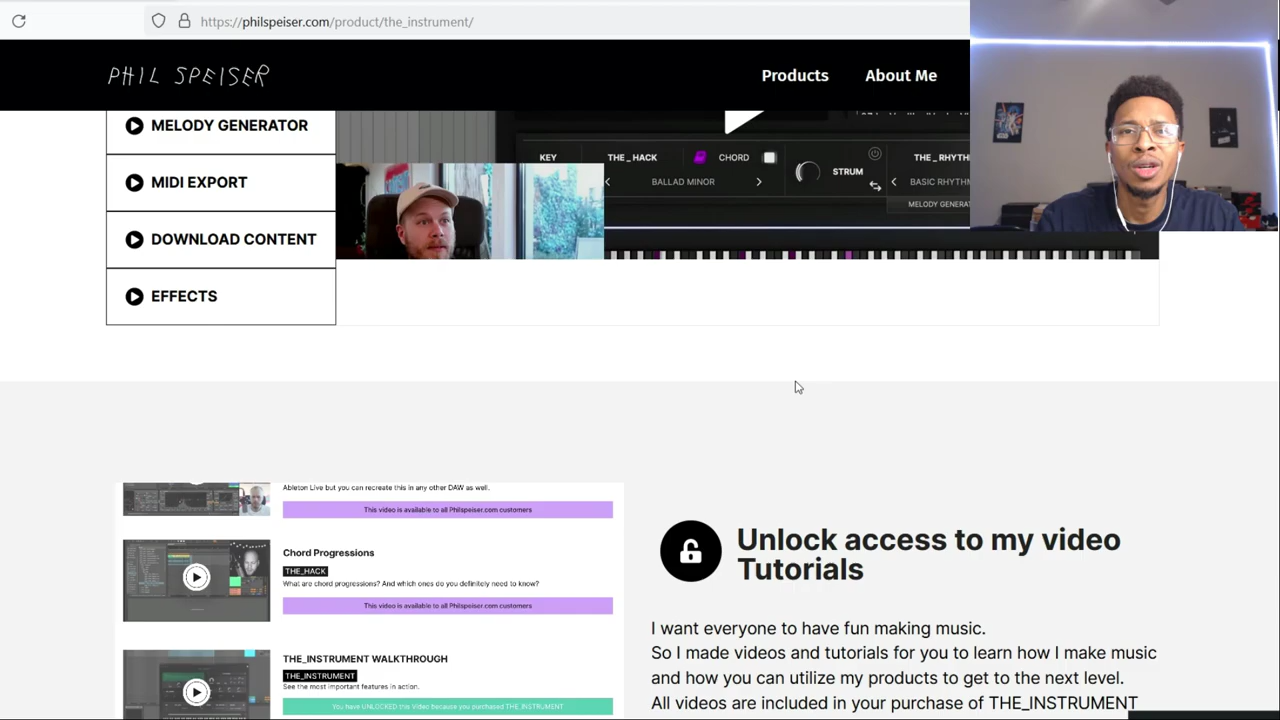 https://philspeiser.com/product/the_instrument/
PHIL SPEISER
Products
About Me
MELODY GENERATOR
MIDI EXPORT
DOWNLOAD CONTENT
EFFECTS
KEY
THE_HACK
CHORD
STRUM
THE_RHYTH
BALLAD MINOR
BASIC RHYTHM
MELODY GENERAT
Ableton Live but you can recreate this in any other DAW as well.
This video is available to all Philspeiser.com customers
Chord Progressions
THE_HACK
What are chord progressions? And which ones do you definitely need to know?
This video is available to all Philspeiser.com customers
THE_INSTRUMENT WALKTHROUGH
THE_INSTRUMENT
See the most important features in action.
You have UNLOCKED this Video because you purchased THE_INSTRUMENT
Unlock access to my video
Tutorials
I want everyone to have fun making music.
So I made videos and tutorials for you to learn how I make music
and how you can utilize my products to get to the next level.
All videos are included in your purchase of THE_INSTRUMENT